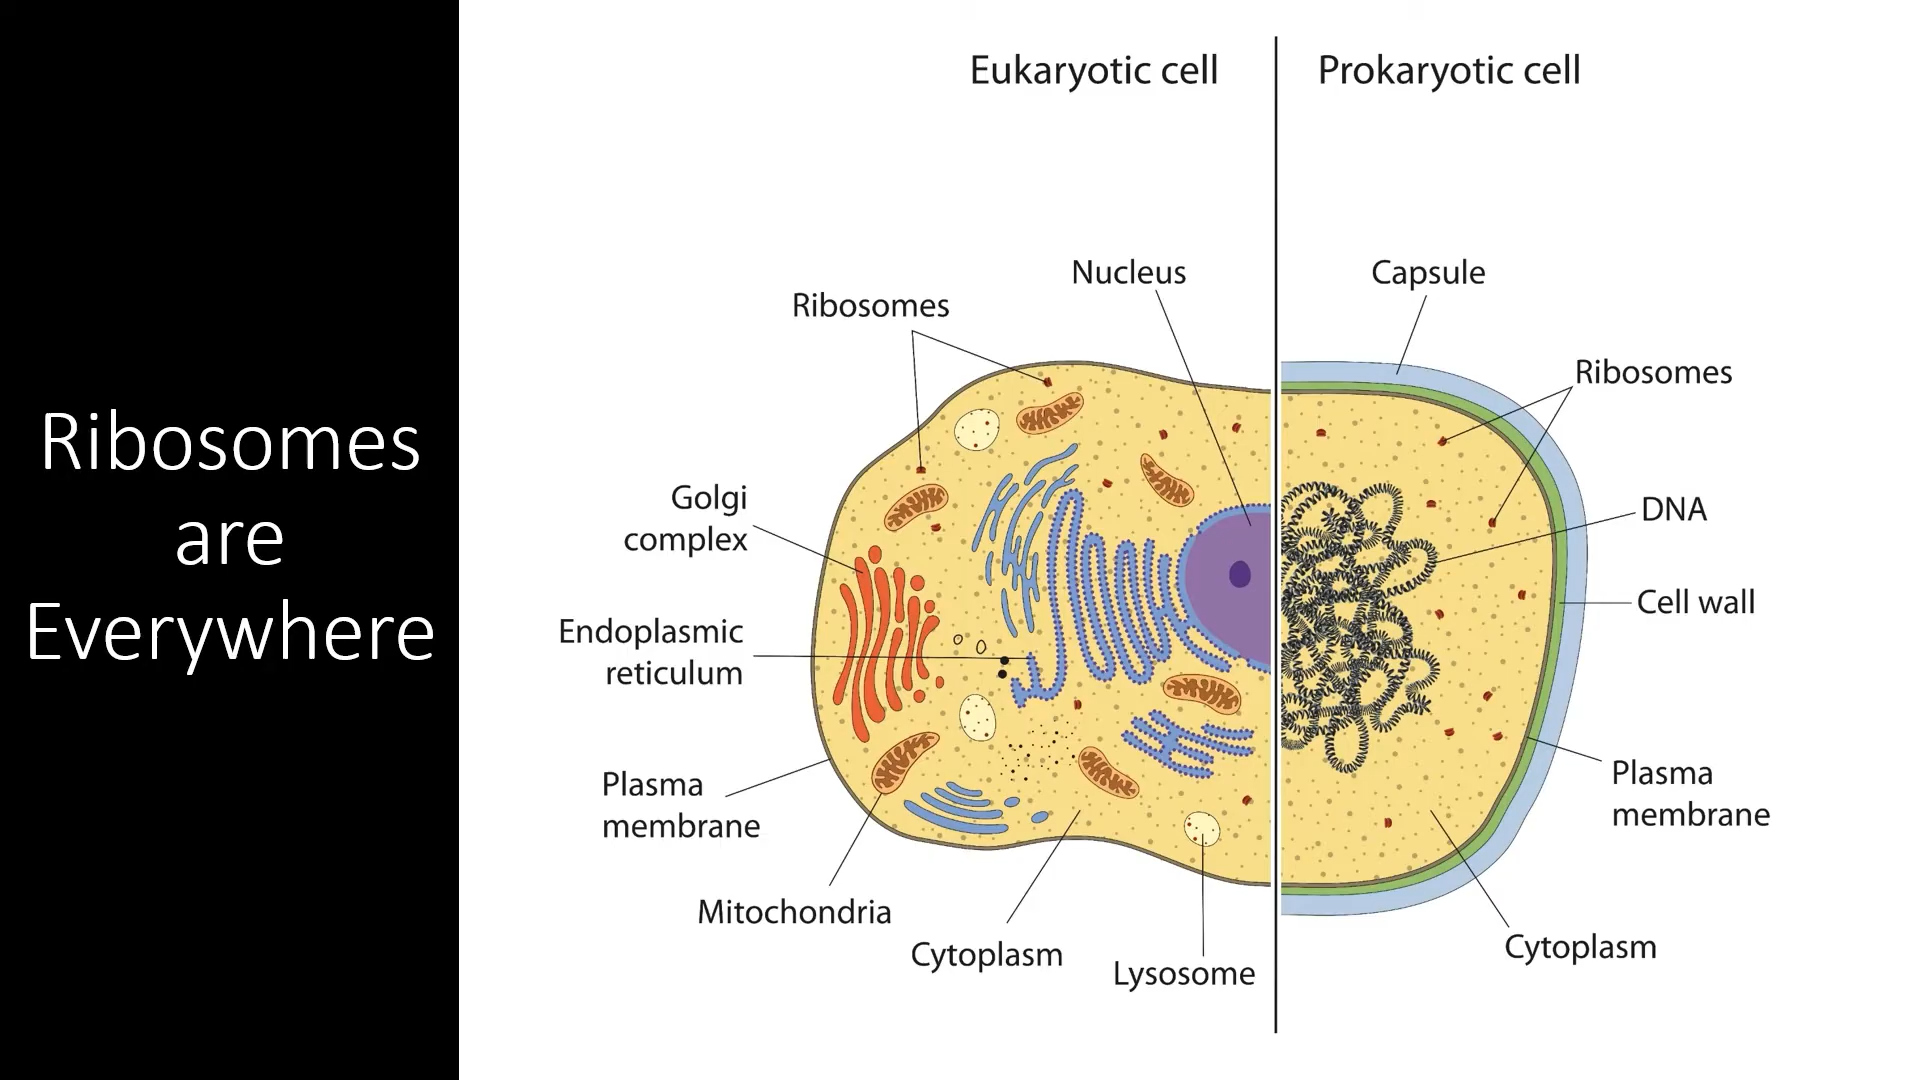 Ribosomes
are
Everywhere
Eukaryotic cell
Prokaryotic cell
Nucleus
Ribosomes
Golgi
complex
Endoplasmic
reticulum
Plasma
membrane
Mitochondria
Cytoplasm
Lysosome
Capsule
Ribosomes
DNA
Cell wall
Plasma
membrane
Cytoplasm